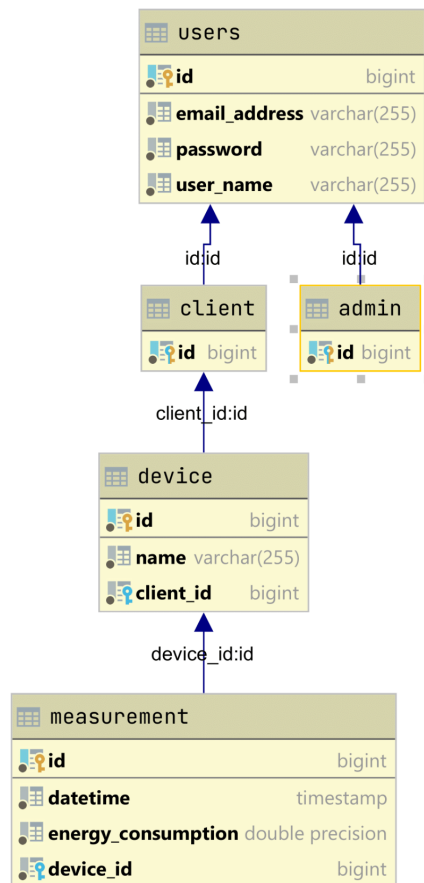 users
id bigint
email_address varchar(255)
password varchar(255)
user_name varchar(255)
id:id id:id
client admin
id bigint id bigint
client_id:id
device
id bigint
name varchar(255)
client_id bigint
device_id:id
measurement
id bigint
datetime timestamp
energy_consumption double precision
device_id bigint